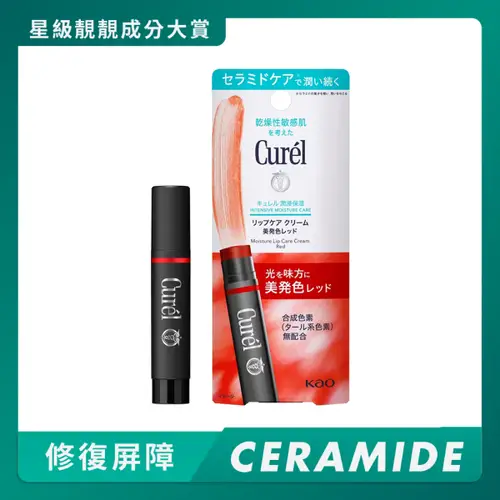 星級靚靚成分大賞
セラミドケアで潤い続く
乾燥性敏感肌
を考えた
Curél
キュレル 潤浸保湿
INTENSIVE MOISTURE CARE
リップケア クリーム
美発色レッド
Moisture Lip Care Cream
Red
光を味方に
美発色レッド
合成色素
(タール系色素)
無配合
Kao
Curél
Curél
修復屏障
CERAMIDE